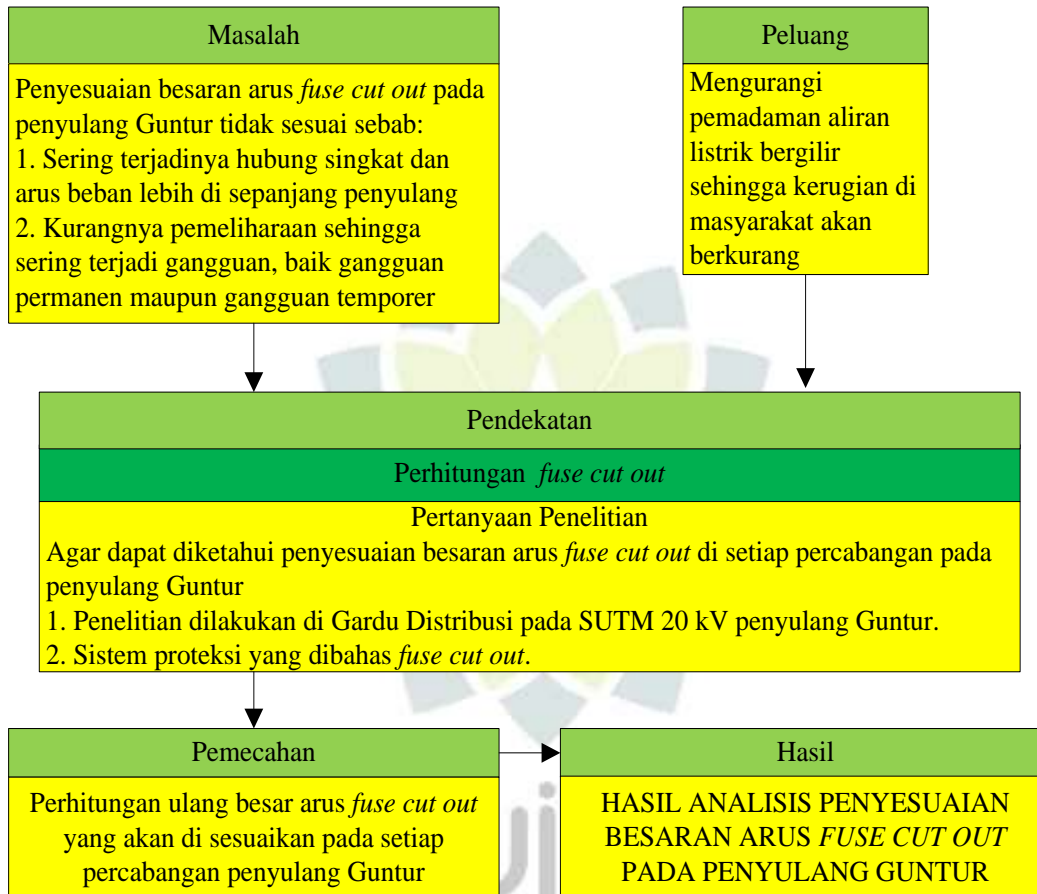 Masalah
Penyesuaian besaran arus fuse cut out pada
penyulang Guntur tidak sesuai sebab:
1. Sering terjadinya hubung singkat dan
arus beban lebih di sepanjang penyulang
2. Kurangnya pemeliharaan sehingga
sering terjadi gangguan, baik gangguan
permanen maupun gangguan temporer
Peluang
Mengurangi
pemadaman aliran
listrik bergilir
sehingga kerugian di
masyarakat akan
berkurang
Pendekatan
Perhitungan fuse cut out
Pertanyaan Penelitian
Agar dapat diketahui penyesuaian besaran arus fuse cut out di setiap percabangan pada
penyulang Guntur
1. Penelitian dilakukan di Gardu Distribusi pada SUTM 20 kV penyulang Guntur.
2. Sistem proteksi yang dibahas fuse cut out.
Pemecahan
Perhitungan ulang besar arus fuse cut out
yang akan di sesuaikan pada setiap
percabangan penyulang Guntur
Hasil
HASIL ANALISIS PENYESUAIAN
BESARAN ARUS FUSE CUT OUT
PADA PENYULANG GUNTUR